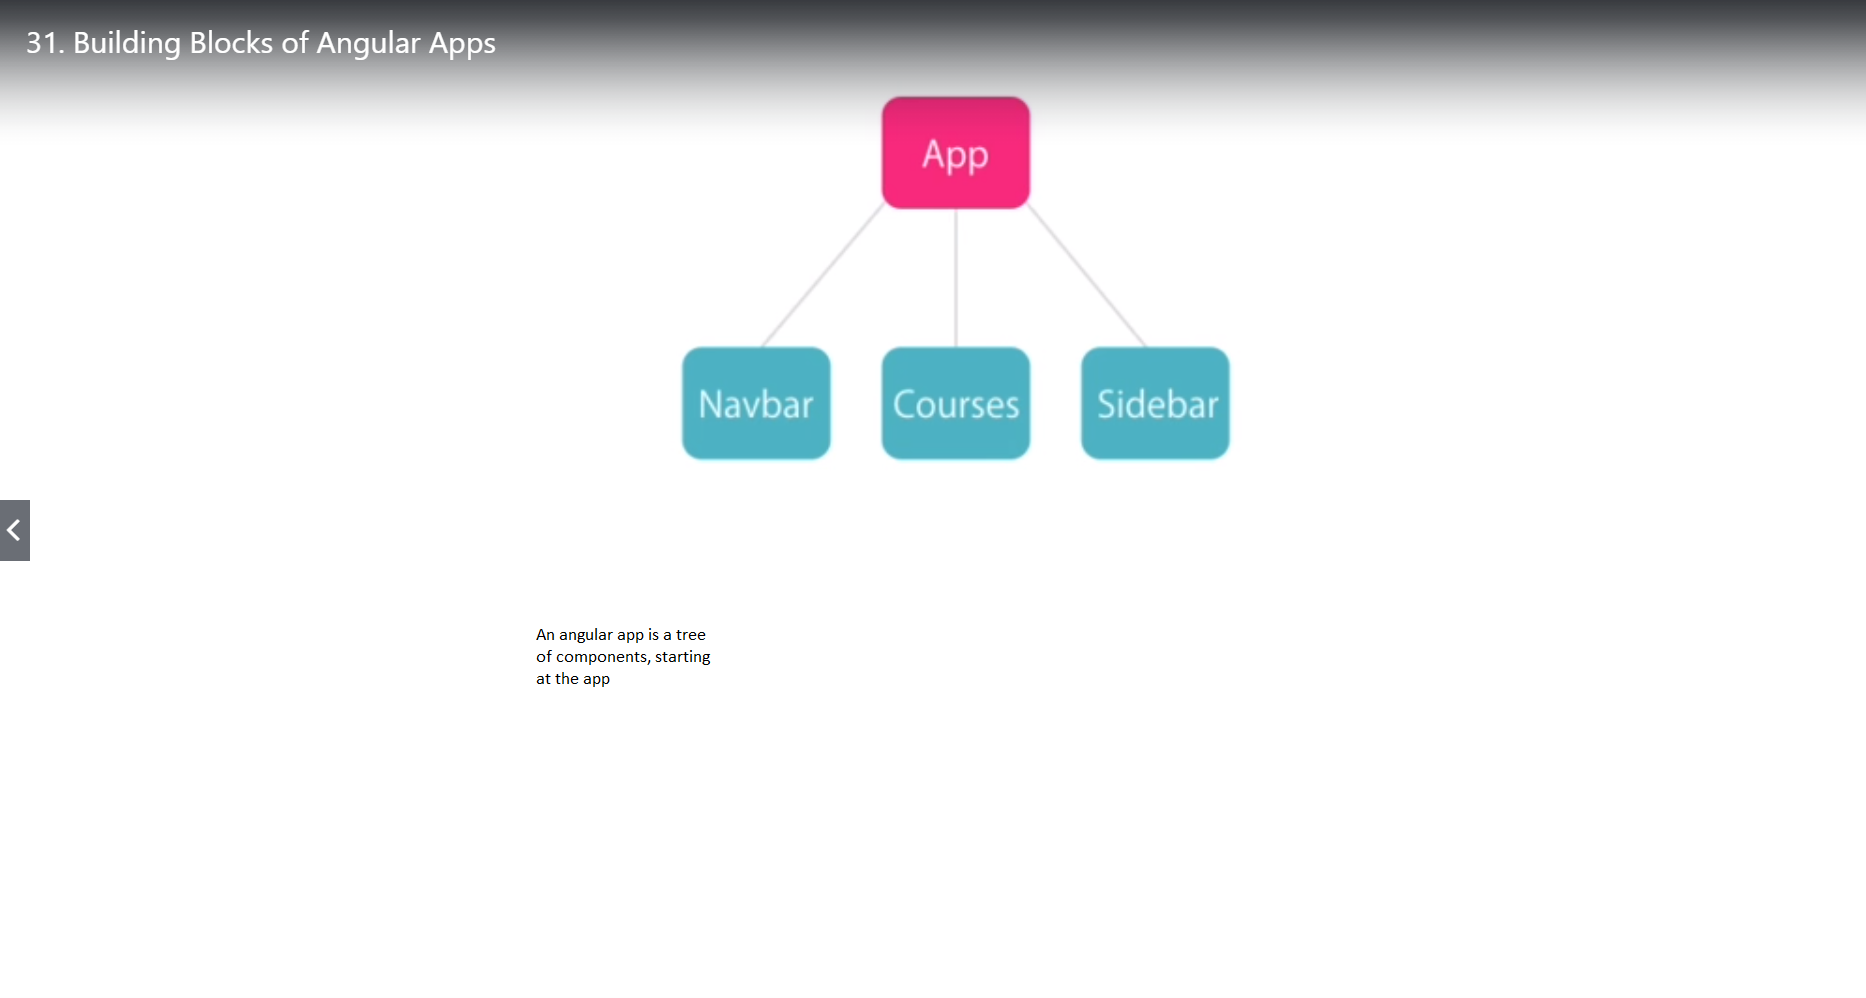 31. Building Blocks of Angular Apps
App
Navbar
Courses
Sidebar
An angular app is a tree
of components, starting
at the app